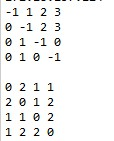 -1 1 2 3
0 -1 2 3
0 1 -1 0
0 1 0 -1

0 2 1 1
2 0 1 2
1 1 0 2
1 2 2 0